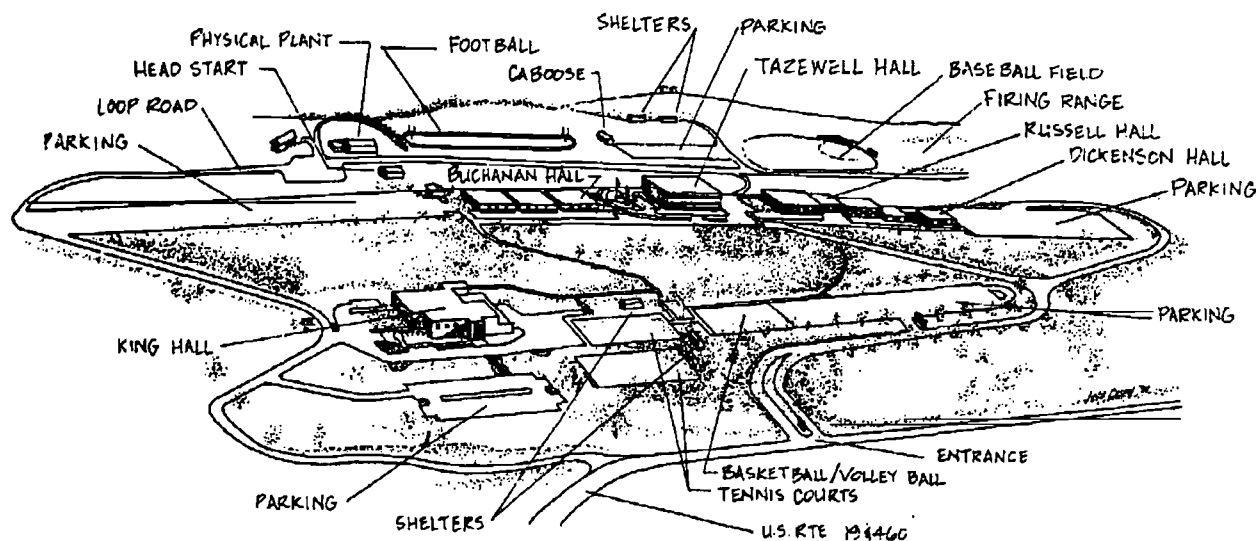 SHELTERS
PARKING
PHYSICAL PLANT
FOOTBALL
HEAD START
CABOOSE
TAZEWELL HALL
BASEBALL FIELD
LOOP ROAD
FIRING RANGE
PARKING
RUSSELL HALL
DICKENSON HALL
BUCHANAN HALL
PARKING
KING HALL
PARKING
ENTRANCE
BASKETBALL/VOLLEY BALL
TENNIS COURTS
PARKING
SHELTERS
U.S. RTE 19 & 460